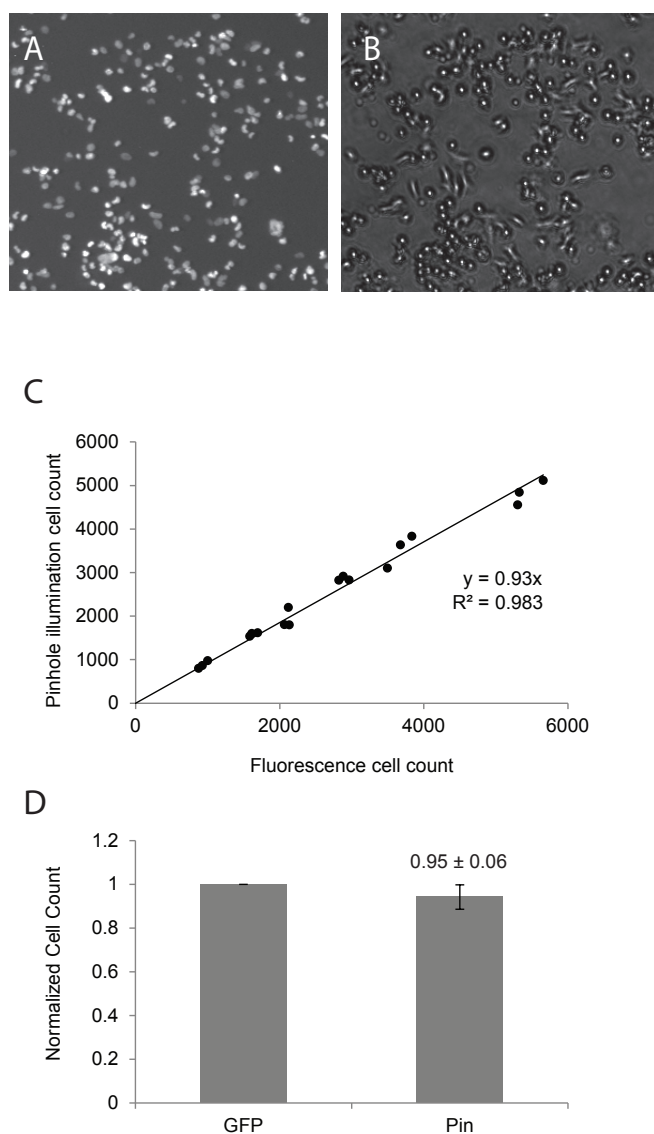 A
B
C
Pinhole illumination cell count
6000
5000
4000
3000
2000
1000
0
y = 0.93x
R² = 0.983
0 2000 4000 6000
Fluorescence cell count
D
Normalized Cell Count
1.2
1
0.8
0.6
0.4
0.2
0
0.95 ± 0.06
GFP Pin